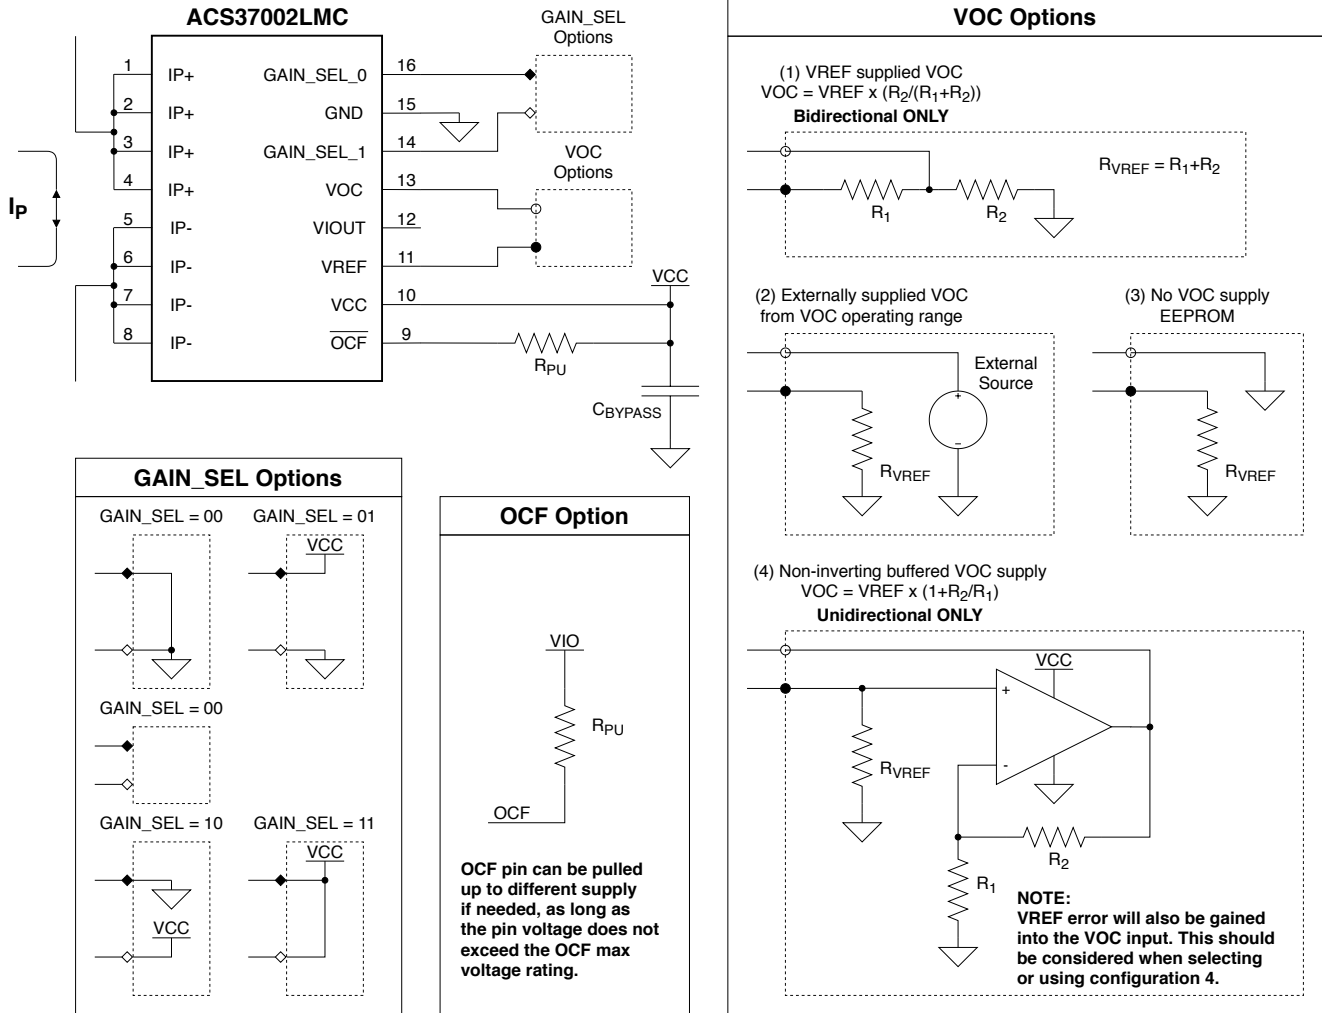 ACS37002LMC
1 IP+ GAIN_SEL_0 16
2 IP+ GND 15
3 IP+ GAIN_SEL_1 14
4 IP+ VOC 13
5 IP- VIOUT 12
6 IP- VREF 11
7 IP- VCC 10
8 IP- OCF 9
IP
GAIN_SEL
Options
VOC
Options
VCC
RPU
CBYPASS
GAIN_SEL Options
GAIN_SEL = 00
GAIN_SEL = 01
VCC
GAIN_SEL = 00
GAIN_SEL = 10
GAIN_SEL = 11
VCC
VCC
OCF Option
VIO
RPU
OCF
OCF pin can be pulled
up to different supply
if needed, as long as
the pin voltage does not
exceed the OCF max
voltage rating.
VOC Options
(1) VREF supplied VOC
VOC = VREF x (R2/(R1+R2))
Bidirectional ONLY
RVREF = R1+R2
R1
R2
(2) Externally supplied VOC
from VOC operating range
External
Source
+
-
RVREF
(3) No VOC supply
EEPROM
RVREF
(4) Non-inverting buffered VOC supply
VOC = VREF x (1+R2/R1)
Unidirectional ONLY
VCC
+
-
RVREF
R2
R1
NOTE:
VREF error will also be gained
into the VOC input. This should
be considered when selecting
or using configuration 4.